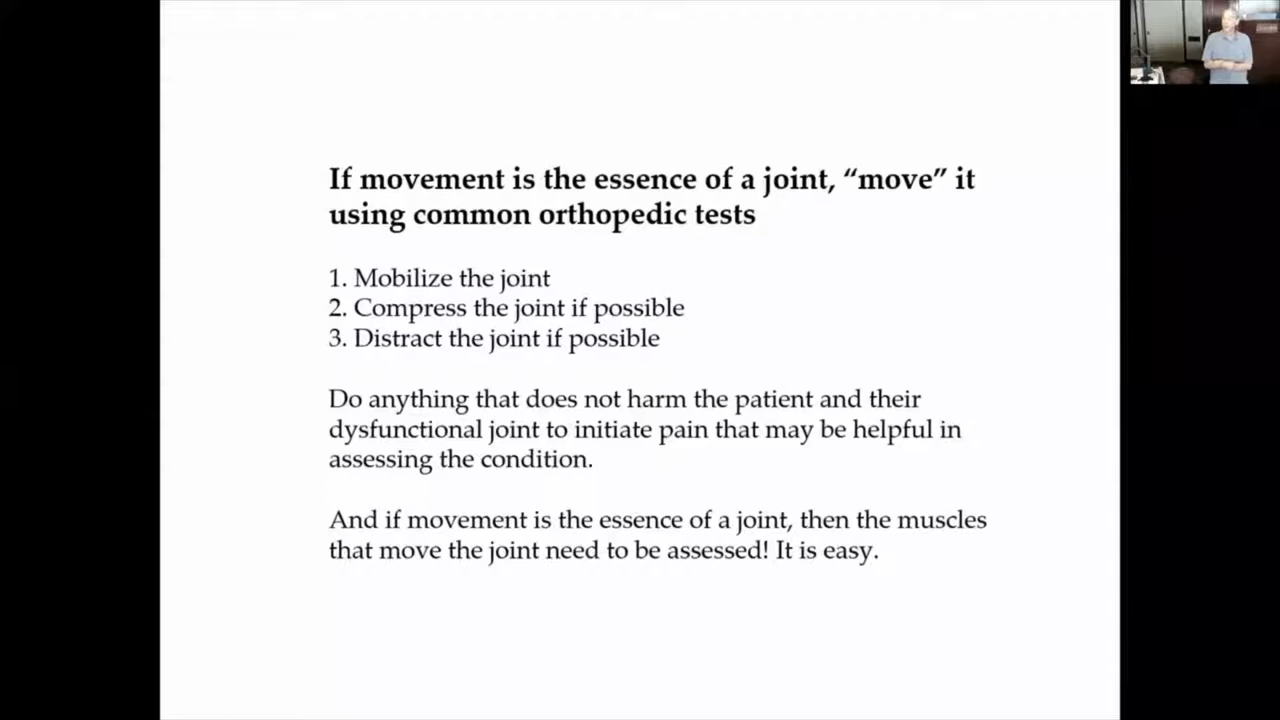 If movement is the essence of a joint, “move” it
using common orthopedic tests
1. Mobilize the joint
2. Compress the joint if possible
3. Distract the joint if possible
Do anything that does not harm the patient and their
dysfunctional joint to initiate pain that may be helpful in
assessing the condition.
And if movement is the essence of a joint, then the muscles
that move the joint need to be assessed! It is easy.